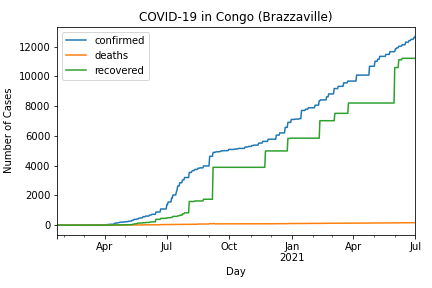 COVID-19 in Congo (Brazzaville)
confirmed
deaths
recovered
Number of Cases
12000
10000
8000
6000
4000
2000
0
Apr Jul Oct Jan Apr Jul
2021
Day